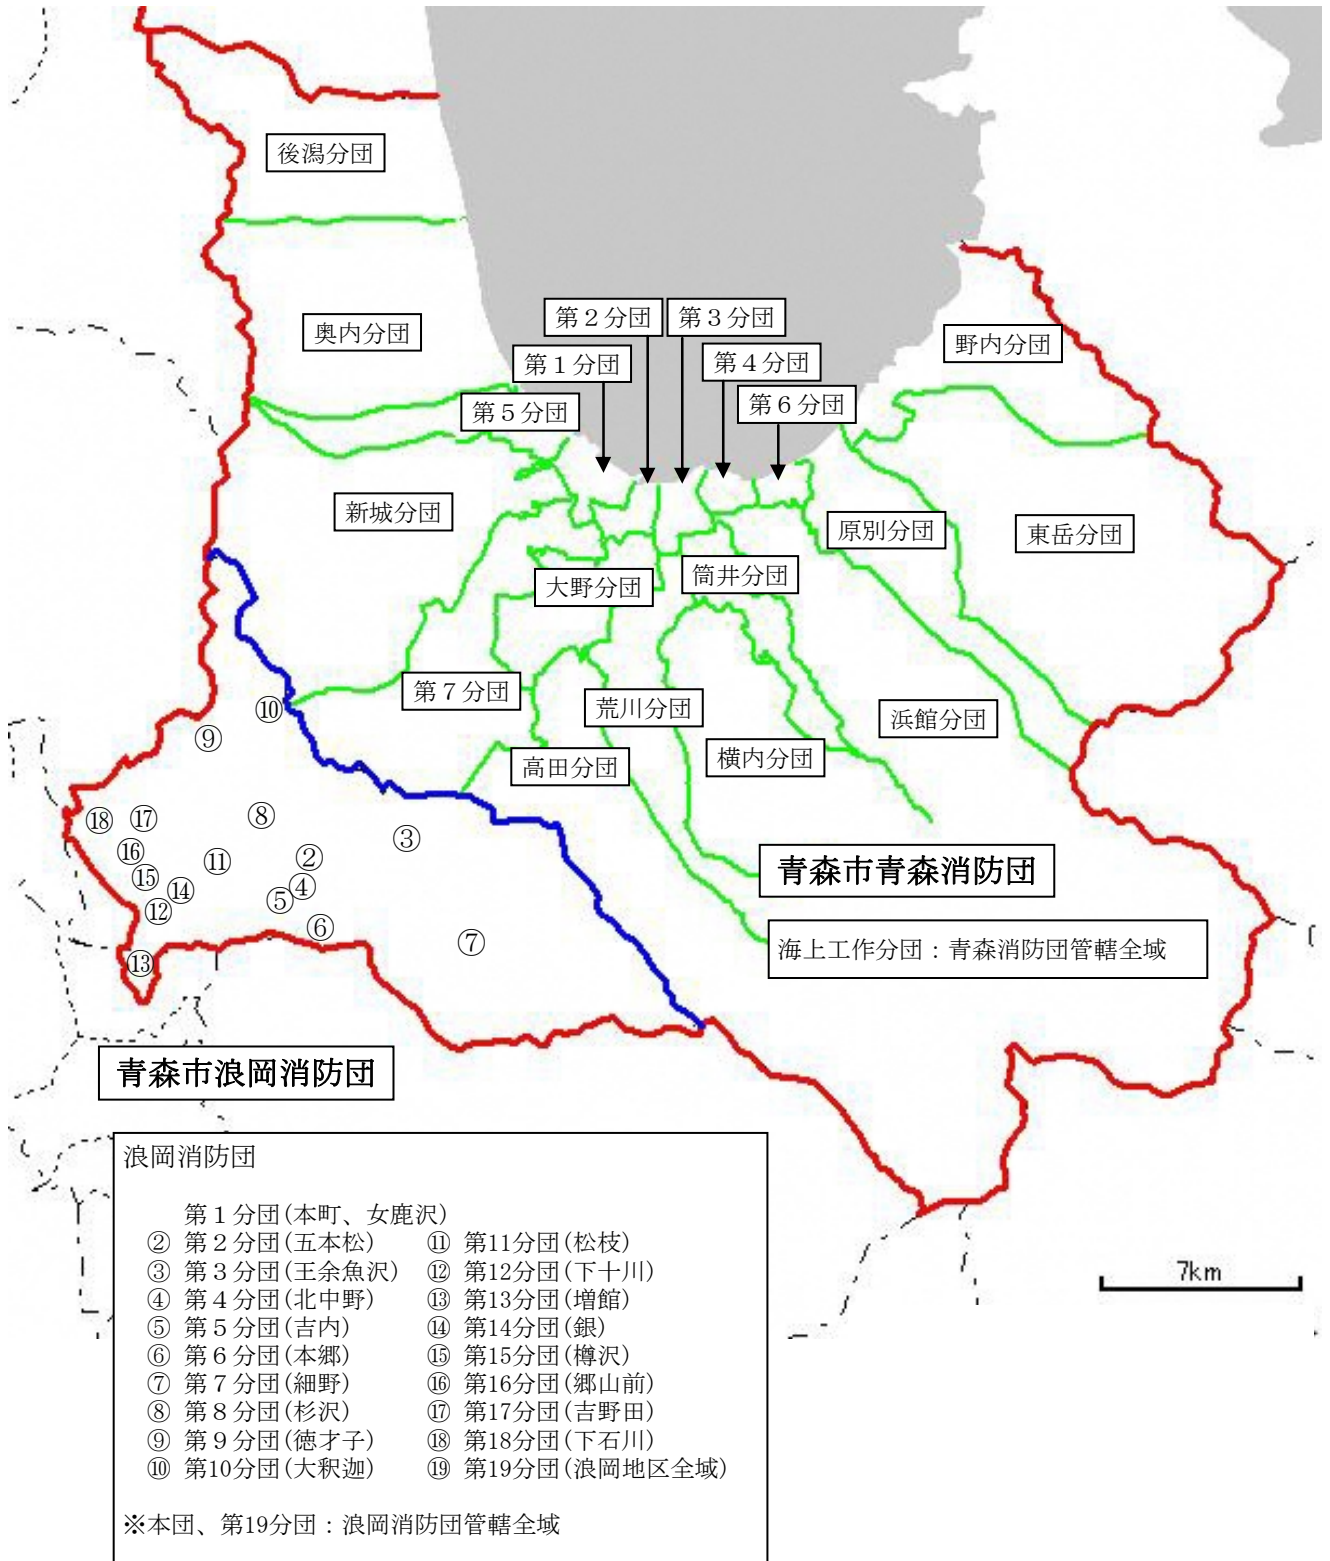 後潟分団
奥内分団
第２分団
第３分団
野内分団
第１分団
第４分団
第５分団
第６分団
新城分団
原別分団
東岳分団
大野分団
筒井分団
第７分団
荒川分団
浜館分団
高田分団
横内分団
⑩
⑨
⑧
⑱
⑰
③
⑯
⑪
②
⑮
④
⑭
⑤
⑫
⑥
⑦
⑬
青森市青森消防団
海上工作分団：青森消防団管轄全域
青森市浪岡消防団
7km
浪岡消防団
第１分団(本町、女鹿沢)
② 第２分団(五本松) ⑪ 第11分団(松枝)
③ 第３分団(王余魚沢) ⑫ 第12分団(下十川)
④ 第４分団(北中野) ⑬ 第13分団(増館)
⑤ 第５分団(吉内) ⑭ 第14分団(銀)
⑥ 第６分団(本郷) ⑮ 第15分団(樽沢)
⑦ 第７分団(細野) ⑯ 第16分団(郷山前)
⑧ 第８分団(杉沢) ⑰ 第17分団(吉野田)
⑨ 第９分団(徳才子) ⑱ 第18分団(下石川)
⑩ 第10分団(大釈迦) ⑲ 第19分団(浪岡地区全域)
※本団、第19分団：浪岡消防団管轄全域